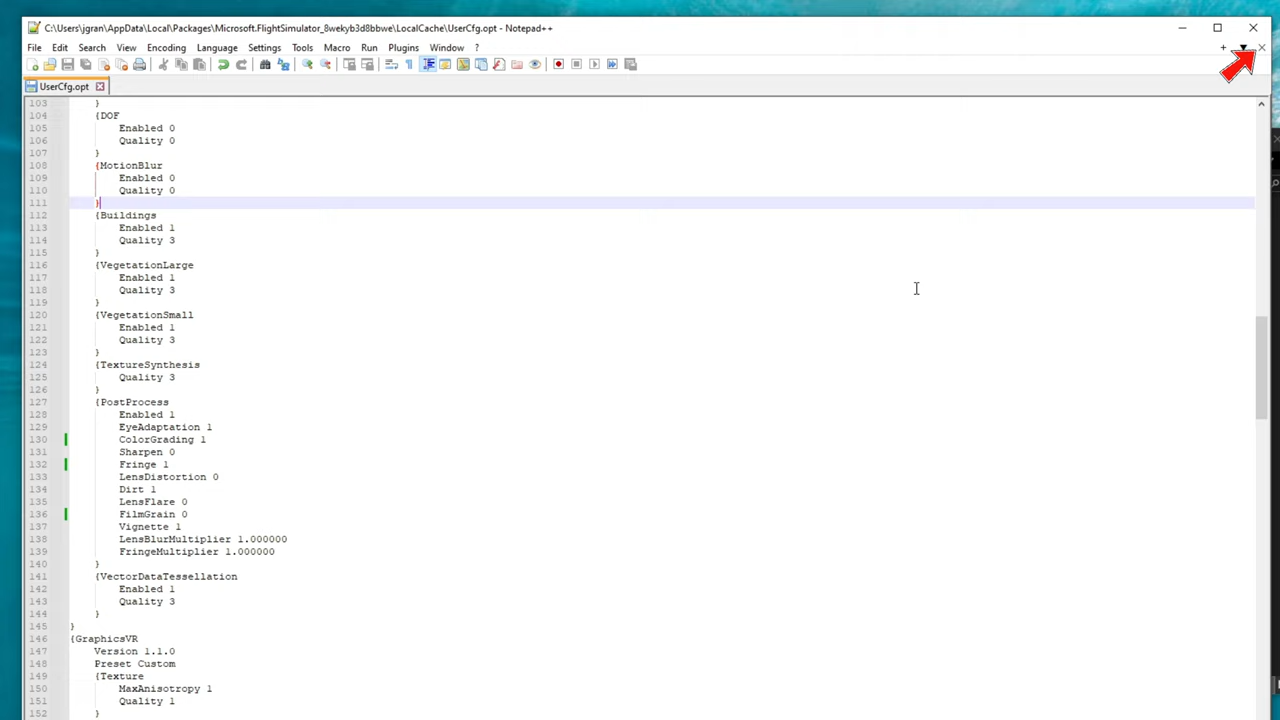 C:\Users\jgran\AppData\Local\Packages\Microsoft.FlightSimulator_8wekyb3d8bbwe\LocalCache\UserCfg.opt - Notepad++
File Edit Search View Encoding Language Settings Tools Macro Run Plugins Window ?
UserCfg.opt
103 }
104 {DOF
105 Enabled 0
106 Quality 0
107 }
108 {MotionBlur
109 Enabled 0
110 Quality 0
111 }
112 {Buildings
113 Enabled 1
114 Quality 3
115 }
116 {VegetationLarge
117 Enabled 1
118 Quality 3
119 }
120 {VegetationSmall
121 Enabled 1
122 Quality 3
123 }
124 {TextureSynthesis
125 Quality 3
126 }
127 {PostProcess
128 Enabled 1
129 EyeAdaptation 1
130 ColorGrading 1
131 Sharpen 0
132 Fringe 1
133 LensDistortion 0
134 Dirt 1
135 LensFlare 0
136 FilmGrain 0
137 Vignette 1
138 LensBlurMultiplier 1.000000
139 FringeMultiplier 1.000000
140 }
141 {VectorDataTessellation
142 Enabled 1
143 Quality 3
144 }
145 }
146 {GraphicsVR
147 Version 1.1.0
148 Preset Custom
149 {Texture
150 MaxAnisotropy 1
151 Quality 1
152 }